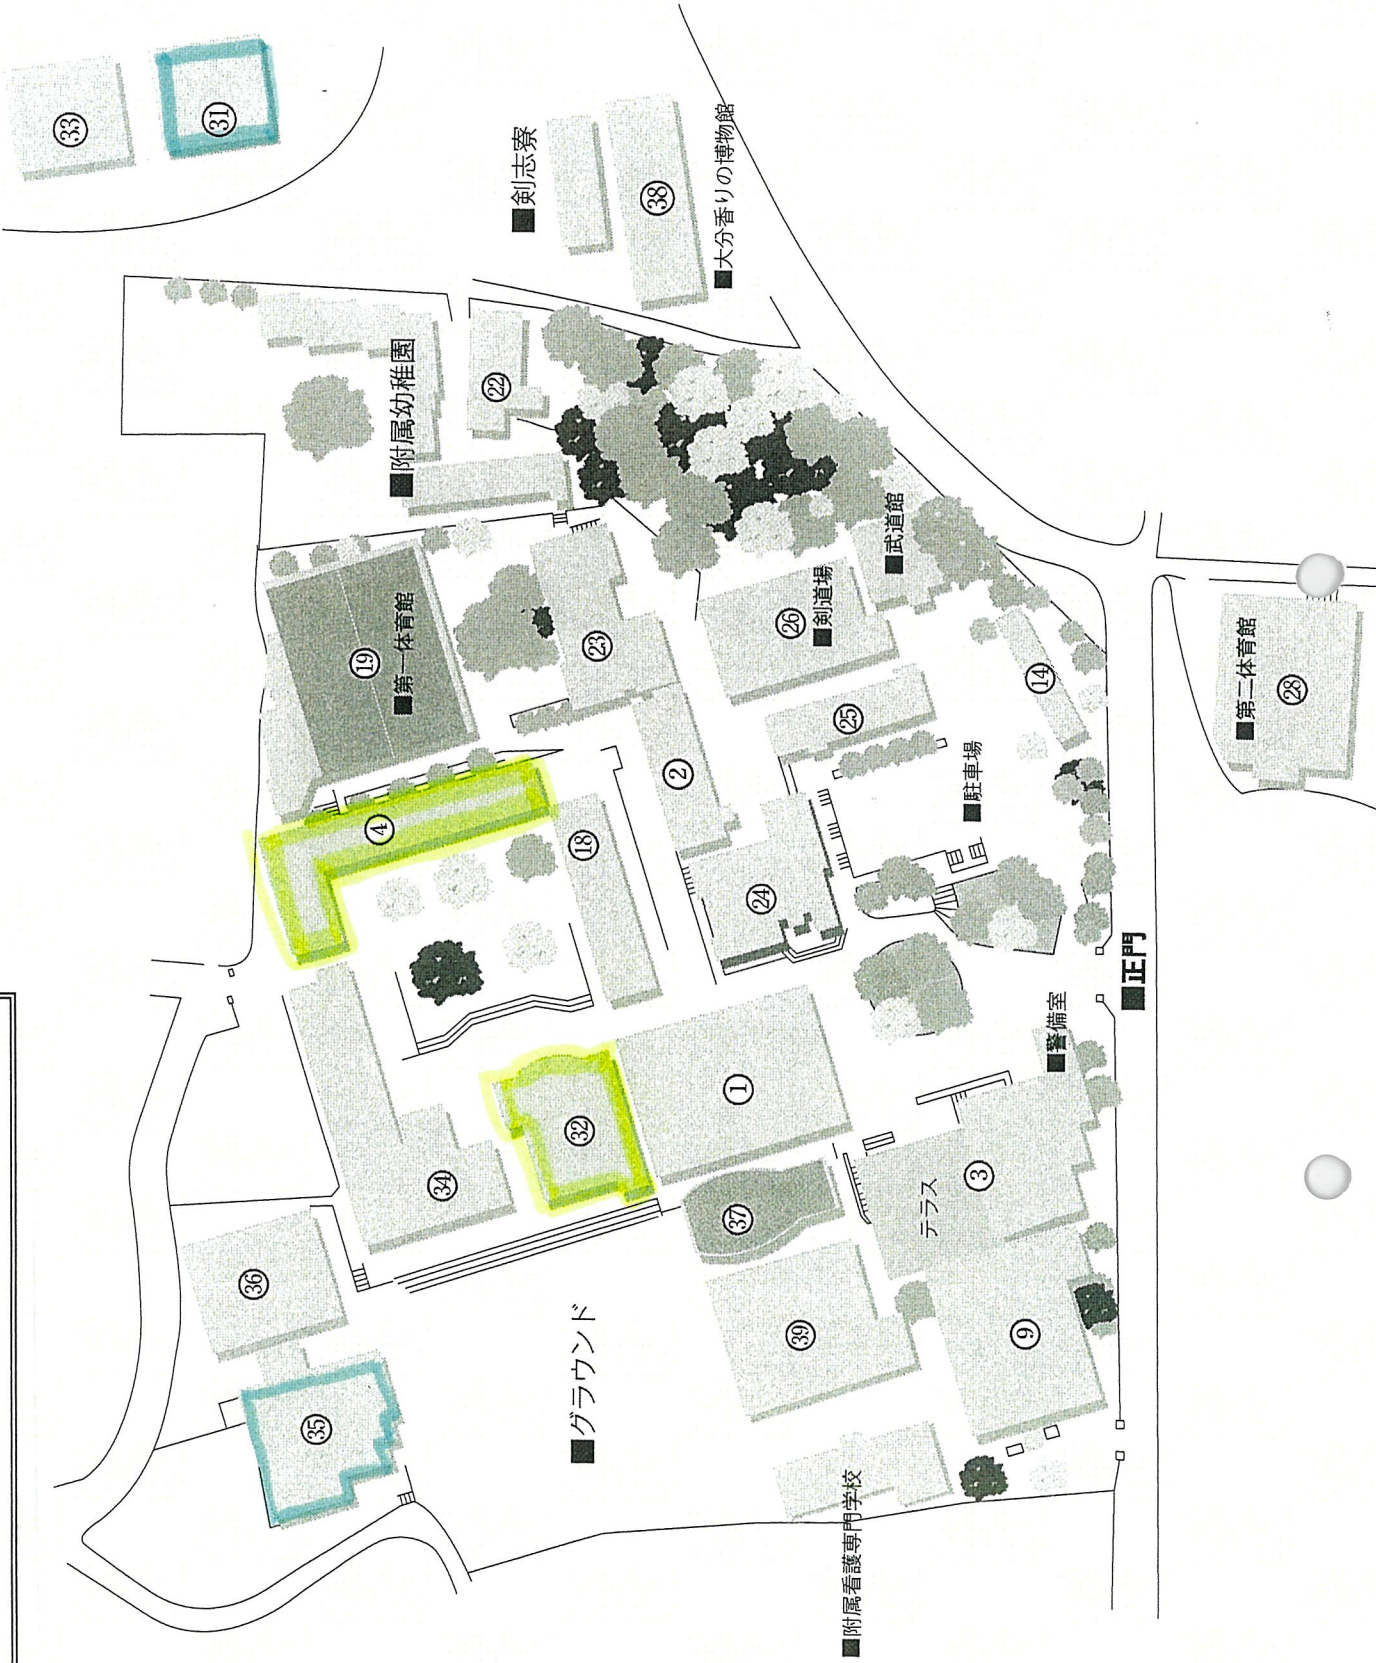 ㉝
㉛
㊱
㉟
⑲
④
■第一体育館
■附属幼稚園
㉞
㉒
■剣志寮
■グラウンド
㉜
⑱
㉓
㊳
②
■大分香りの博物館
㊲
①
㉔
㉖
■剣道場
㊴
㉕
■附属看護専門学校
■武道館
テラス
③
■駐車場
⑨
⑭
■警備室
■正門
■第二体育館
㉘